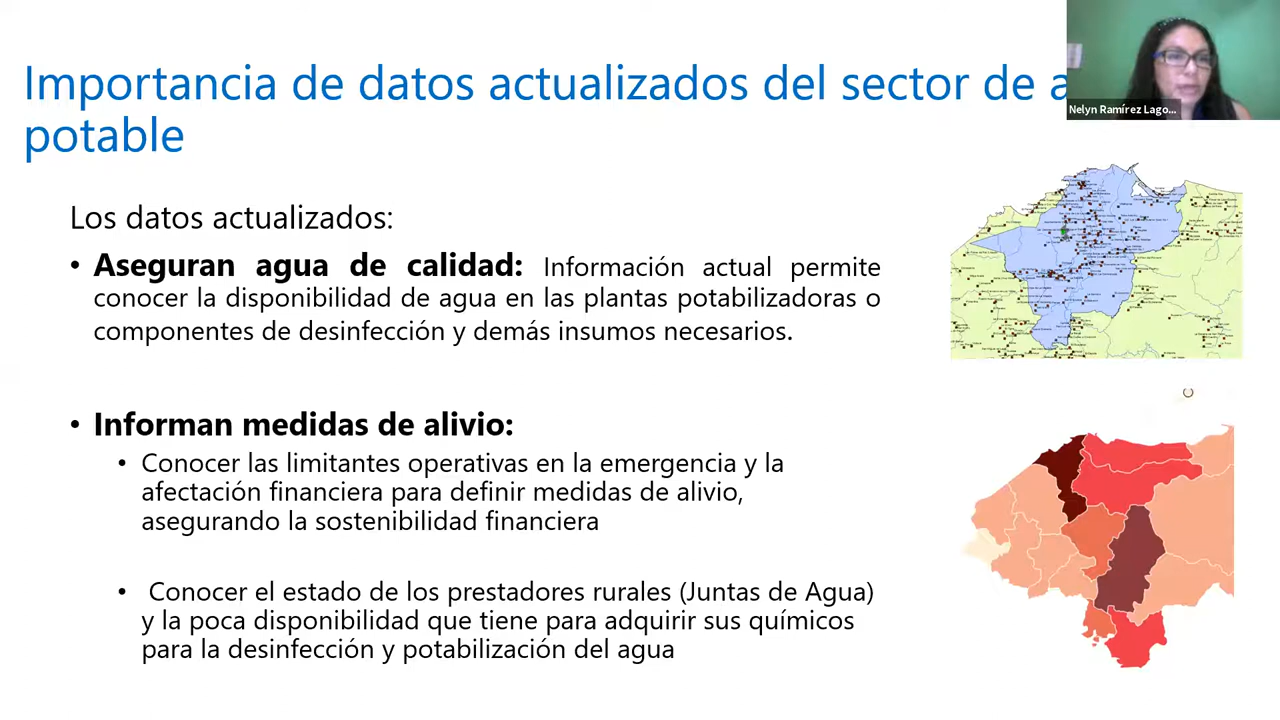 Importancia de datos actualizados del sector de a
potable
Nelyn Ramírez Lago...
Los datos actualizados:
• Aseguran agua de calidad: Información actual permite
conocer la disponibilidad de agua en las plantas potabilizadoras o
componentes de desinfección y demás insumos necesarios.
• Informan medidas de alivio:
• Conocer las limitantes operativas en la emergencia y la
afectación financiera para definir medidas de alivio,
asegurando la sostenibilidad financiera
• Conocer el estado de los prestadores rurales (Juntas de Agua)
y la poca disponibilidad que tiene para adquirir sus químicos
para la desinfección y potabilización del agua